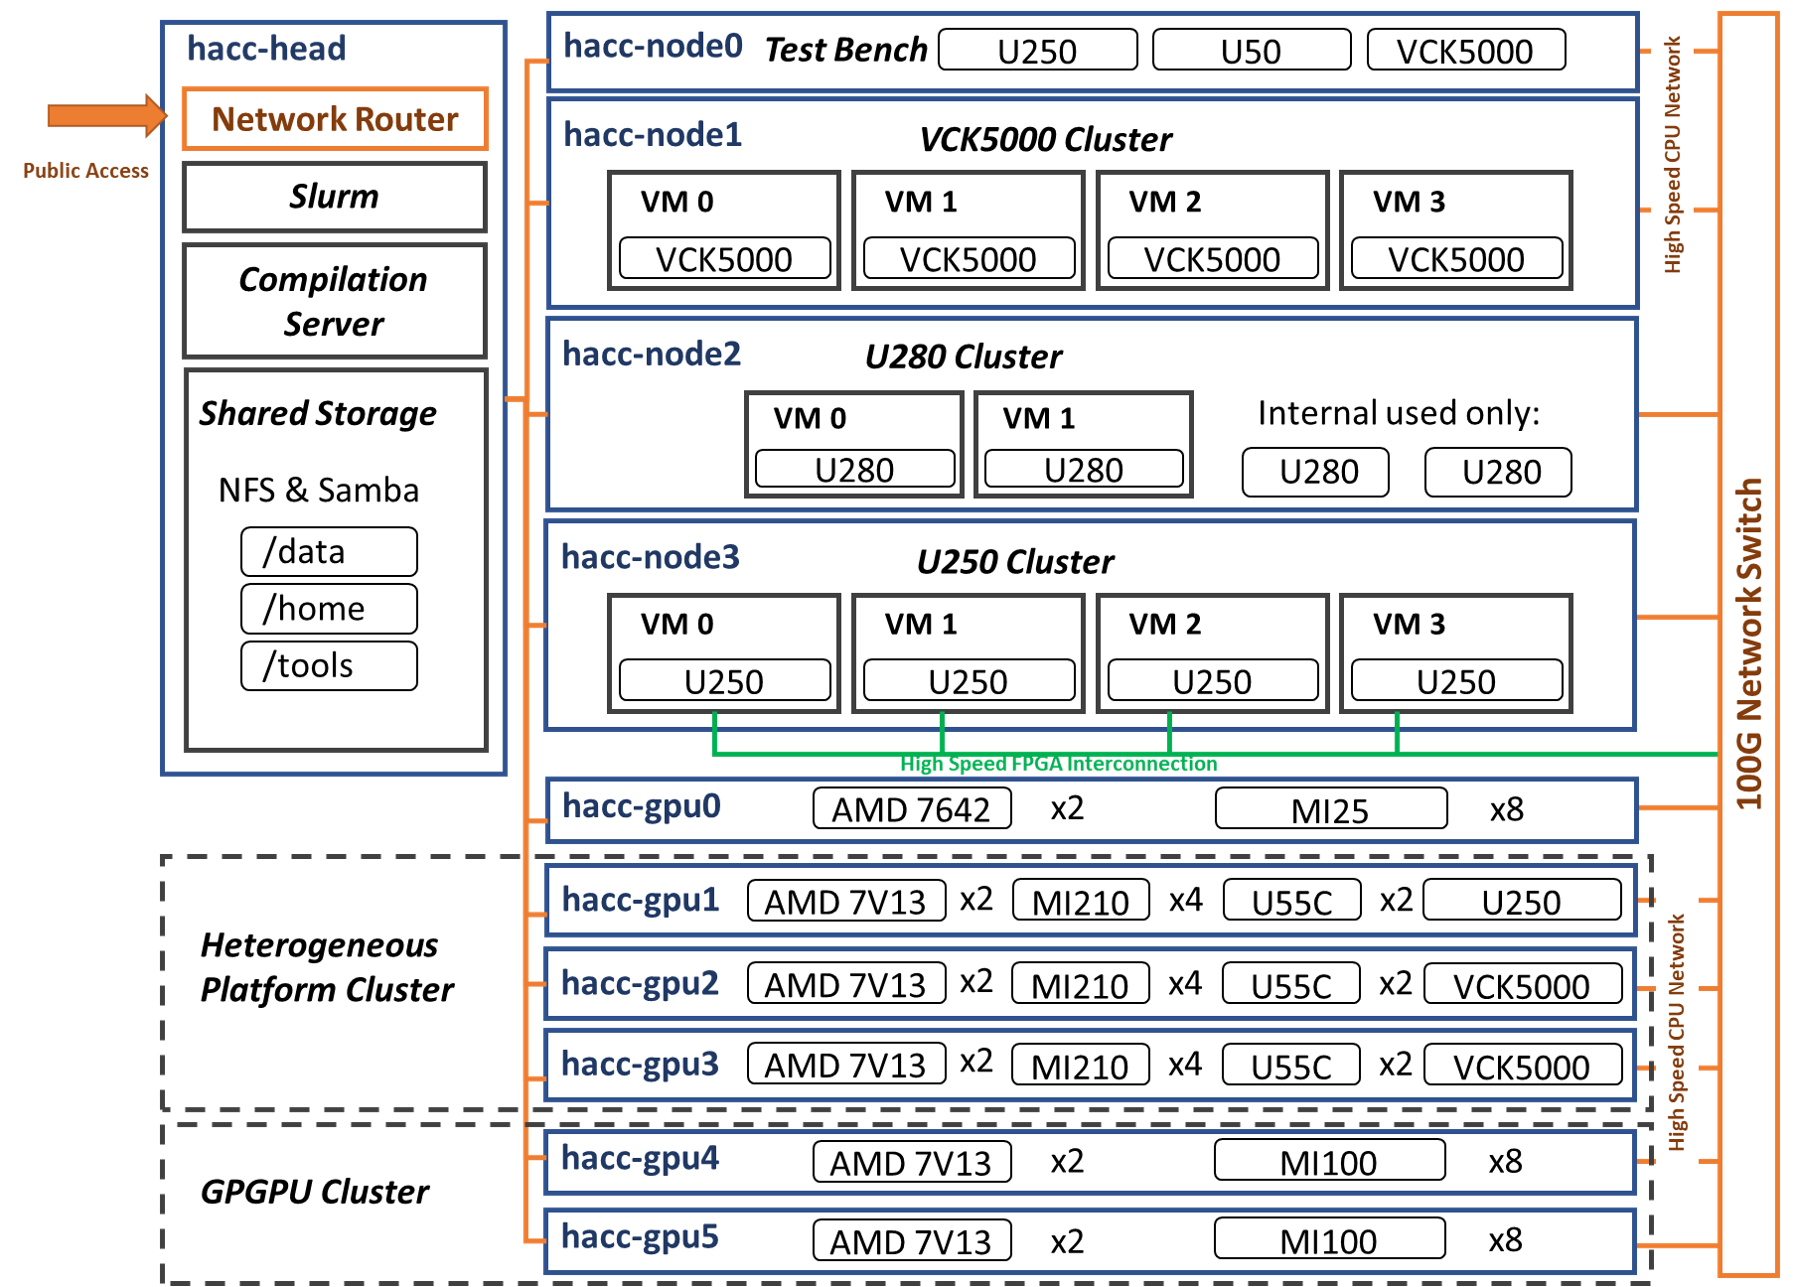 hacc-head
Network Router
Public Access
Slurm
Compilation
Server
Shared Storage
NFS & Samba
/data
/home
/tools
hacc-node0 Test Bench U250 U50 VCK5000
hacc-node1 VCK5000 Cluster
VM 0 VM 1 VM 2 VM 3
VCK5000 VCK5000 VCK5000 VCK5000
High Speed CPU Network
hacc-node2 U280 Cluster
VM 0 VM 1 Internal used only:
U280 U280 U280 U280
hacc-node3 U250 Cluster
VM 0 VM 1 VM 2 VM 3
U250 U250 U250 U250
High Speed FPGA Interconnection
100G Network Switch
hacc-gpu0 AMD 7642 x2 MI25 x8
Heterogeneous
Platform Cluster
hacc-gpu1 AMD 7V13 x2 MI210 x4 U55C x2 U250
hacc-gpu2 AMD 7V13 x2 MI210 x4 U55C x2 VCK5000
hacc-gpu3 AMD 7V13 x2 MI210 x4 U55C x2 VCK5000
High Speed CPU Network
GPGPU Cluster
hacc-gpu4 AMD 7V13 x2 MI100 x8
hacc-gpu5 AMD 7V13 x2 MI100 x8